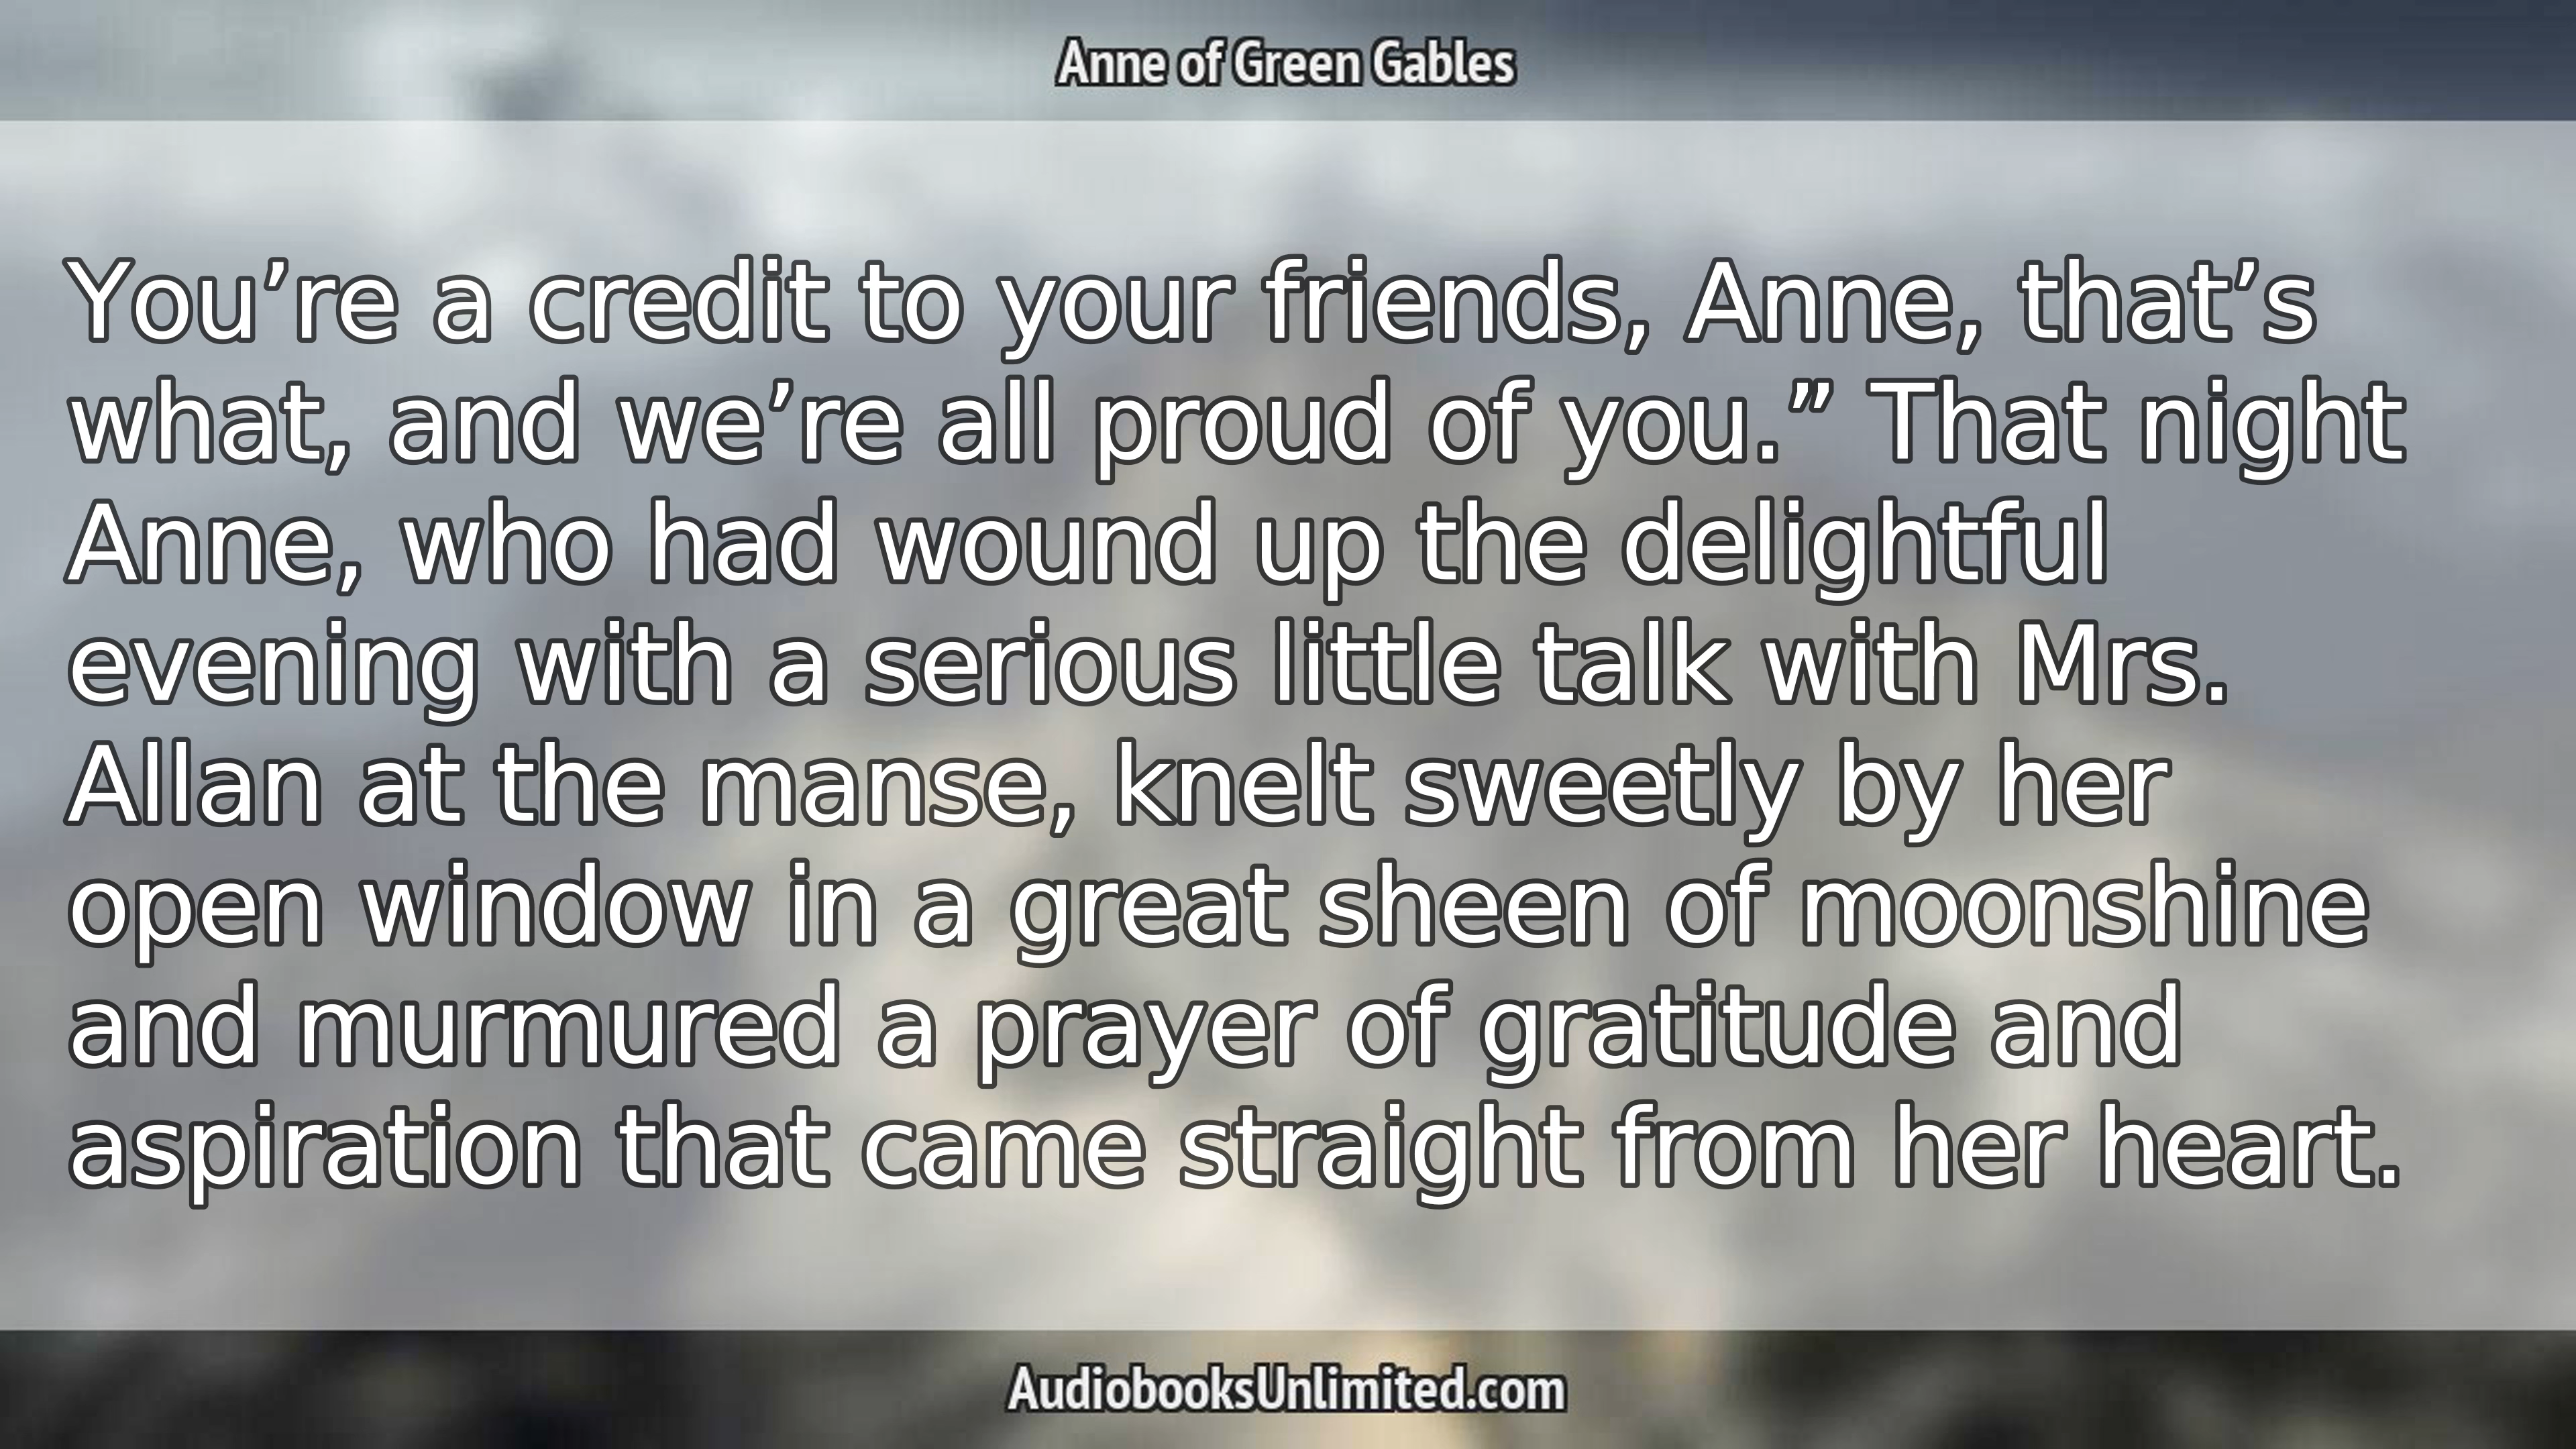 Anne of Green Gables
You’re a credit to your friends, Anne, that’s
what, and we’re all proud of you.” That night
Anne, who had wound up the delightful
evening with a serious little talk with Mrs.
Allan at the manse, knelt sweetly by her
open window in a great sheen of moonshine
and murmured a prayer of gratitude and
aspiration that came straight from her heart.
AudiobooksUnlimited.com